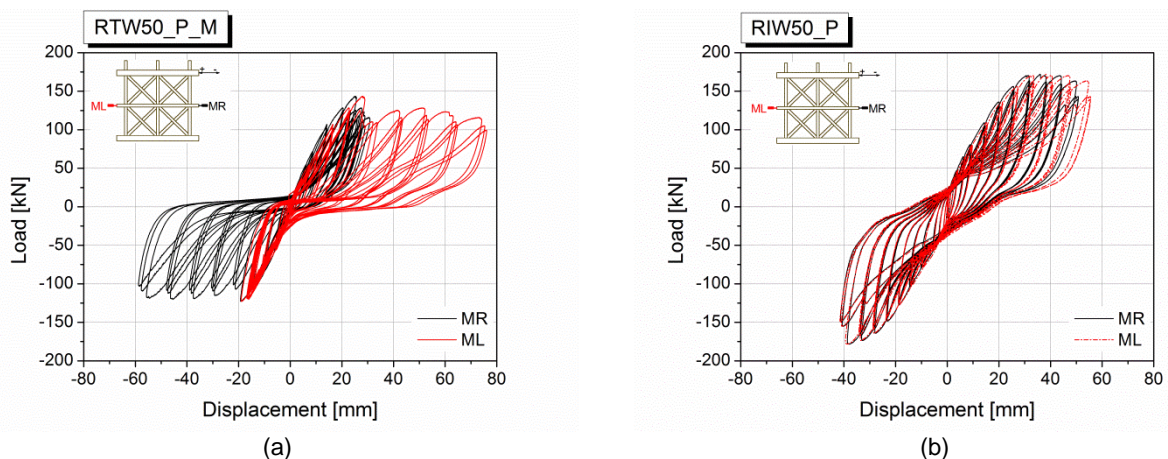 RTW50_P_M
200
150
100
50
0
-50
-100
-150
-200
Load [kN]
ML
MR
+ -
MR
ML
-80 -60 -40 -20 0 20 40 60 80
Displacement [mm]
(a)
RIW50_P
200
150
100
50
0
-50
-100
-150
-200
Load [kN]
ML
MR
+ -
MR
ML
-80 -60 -40 -20 0 20 40 60 80
Displacement [mm]
(b)